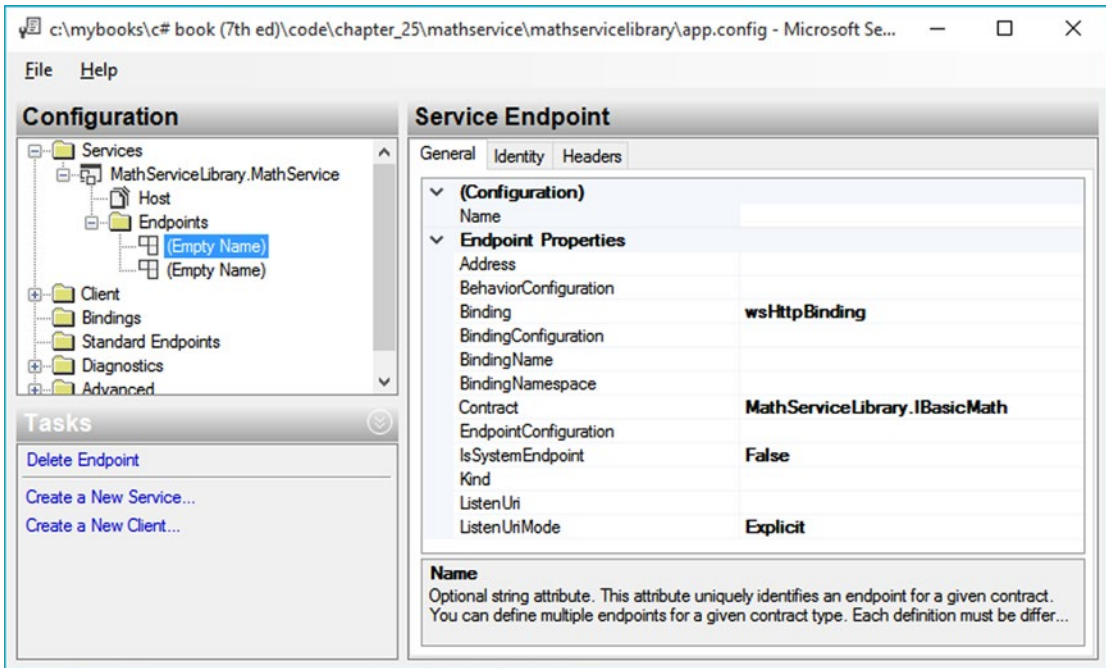 c:\mybooks\c# book (7th ed)\code\chapter_25\mathservice\mathservicelibrary\app.config - Microsoft Se...
File Help
Configuration
Services
MathServiceLibrary.MathService
Host
Endpoints
(Empty Name)
(Empty Name)
Client
Bindings
Standard Endpoints
Diagnostics
Advanced
Tasks
Delete Endpoint
Create a New Service...
Create a New Client...
Service Endpoint
General Identity Headers
(Configuration)
Name
Endpoint Properties
Address
BehaviorConfiguration
Binding wsHttpBinding
BindingConfiguration
BindingName
BindingNamespace
Contract MathServiceLibrary.IBasicMath
EndpointConfiguration
IsSystemEndpoint False
Kind
ListenUri
ListenUriMode Explicit
Name
Optional string attribute. This attribute uniquely identifies an endpoint for a given contract.
You can define multiple endpoints for a given contract type. Each definition must be differ...